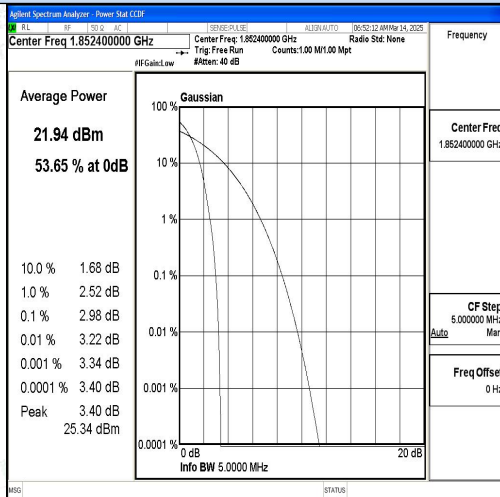 Agilent Spectrum Analyzer - Power Stat CCDF
RL RF 50 Ω AC SENSE:PULSE ALIGN AUTO 06:52:12 AM Mar 14, 2025
Center Freq 1.852400000 GHz
Center Freq: 1.852400000 GHz Radio Std: None
Trig: Free Run Counts:1.00 M/1.00 Mpt
#IFGain:Low #Atten: 40 dB
Frequency
Average Power
21.94 dBm
53.65 % at 0dB
10.0 % 1.68 dB
1.0 % 2.52 dB
0.1 % 2.98 dB
0.01 % 3.22 dB
0.001 % 3.34 dB
0.0001 % 3.40 dB
Peak 3.40 dB
25.34 dBm
Gaussian
100 %
10 %
1 %
0.1 %
0.01 %
0.001 %
0.0001 %
0 dB 20 dB
Info BW 5.0000 MHz
Center Freq
1.852400000 GHz
CF Step
5.000000 MHz
Auto Man
Freq Offset
0 Hz
MSG STATUS